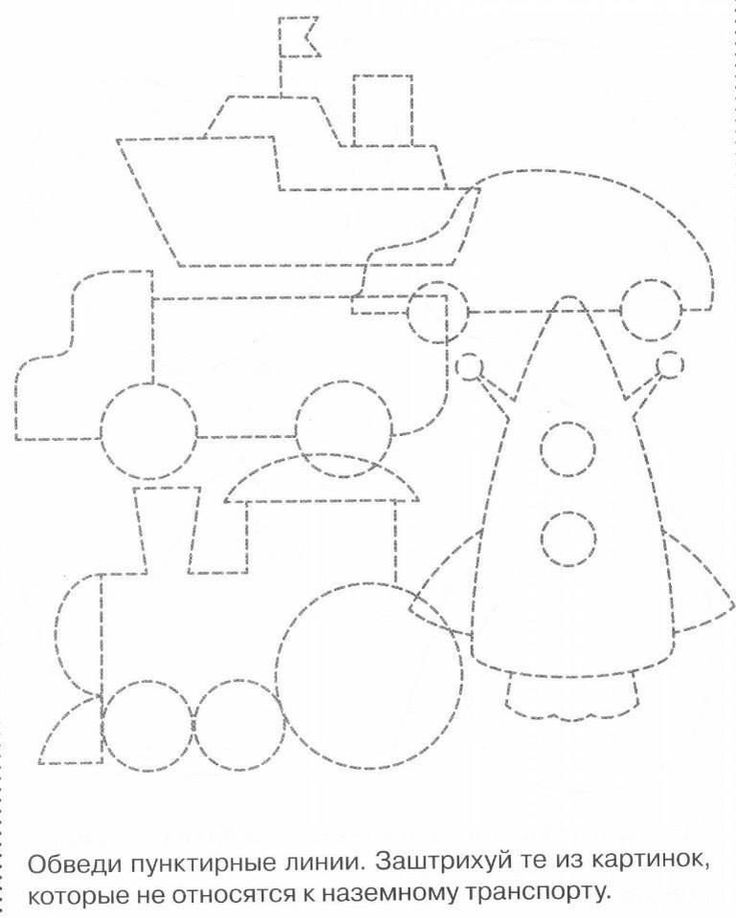 Обведи пунктирные линии. Заштрихуй те из картинок,
которые не относятся к наземному транспорту.